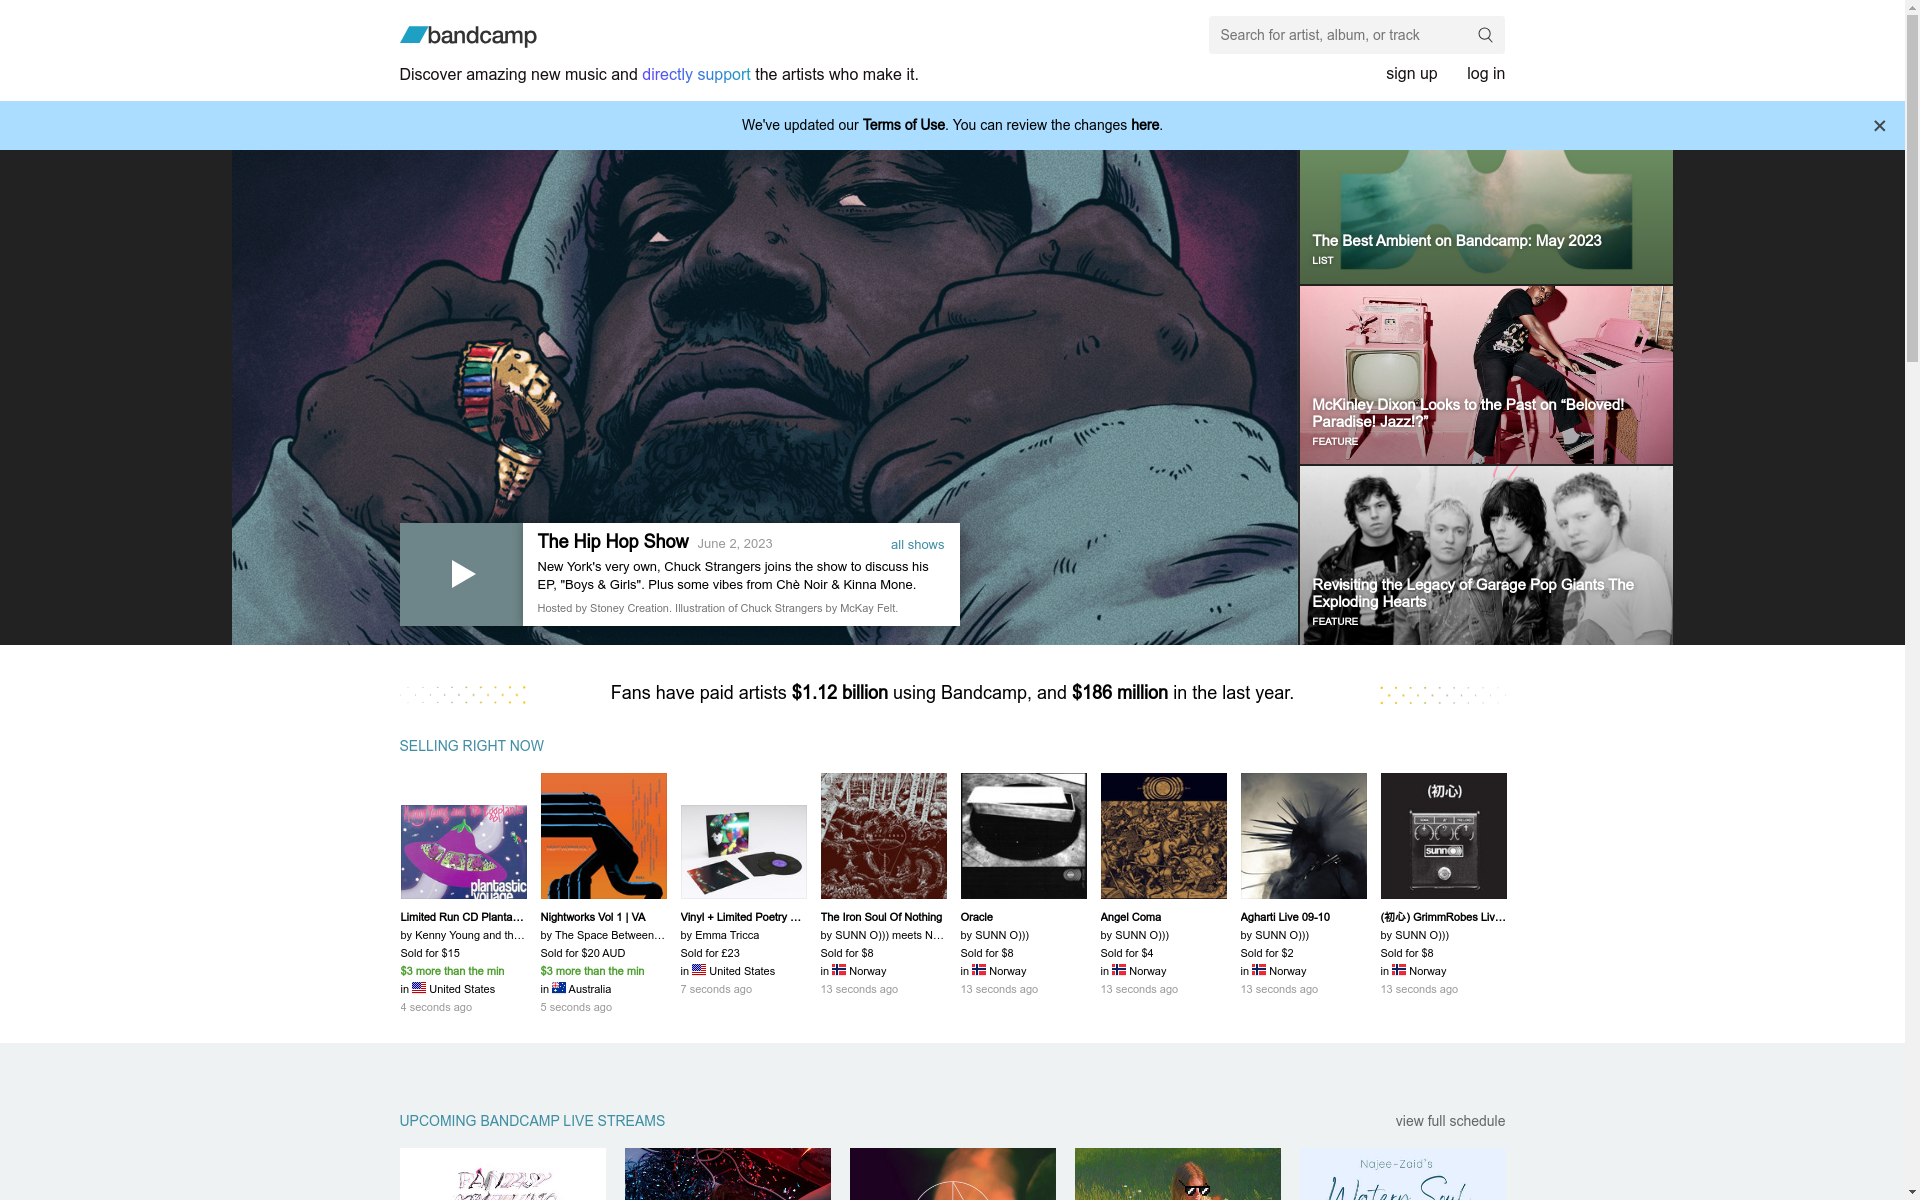 bandcamp
Search for artist, album, or track
Discover amazing new music and directly support the artists who make it.
sign up
log in
We've updated our Terms of Use. You can review the changes here.
The Best Ambient on Bandcamp: May 2023
LIST
McKinley Dixon Looks to the Past on “Beloved!
Paradise! Jazz!?”
FEATURE
Revisiting the Legacy of Garage Pop Giants The
Exploding Hearts
FEATURE
The Hip Hop Show June 2, 2023
all shows
New York's very own, Chuck Strangers joins the show to discuss his
EP, "Boys & Girls". Plus some vibes from Chè Noir & Kinna Mone.
Hosted by Stoney Creation. Illustration of Chuck Strangers by McKay Felt.
Fans have paid artists $1.12 billion using Bandcamp, and $186 million in the last year.
SELLING RIGHT NOW
plantastic
voyage
Limited Run CD Planta...
by Kenny Young and th...
Sold for $15
$3 more than the min
in United States
4 seconds ago
Nightworks Vol 1 | VA
by The Space Between...
Sold for $20 AUD
$3 more than the min
in Australia
5 seconds ago
Vinyl + Limited Poetry ...
by Emma Tricca
Sold for £23
in United States
7 seconds ago
The Iron Soul Of Nothing
by SUNN O))) meets N...
Sold for $8
in Norway
13 seconds ago
Oracle
by SUNN O)))
Sold for $8
in Norway
13 seconds ago
Angel Coma
by SUNN O)))
Sold for $4
in Norway
13 seconds ago
Agharti Live 09-10
by SUNN O)))
Sold for $2
in Norway
13 seconds ago
(初心)
sunn O)))
(初心) GrimmRobes Liv...
by SUNN O)))
Sold for $8
in Norway
13 seconds ago
UPCOMING BANDCAMP LIVE STREAMS
view full schedule
Najee-Zaid's
Watery Soul